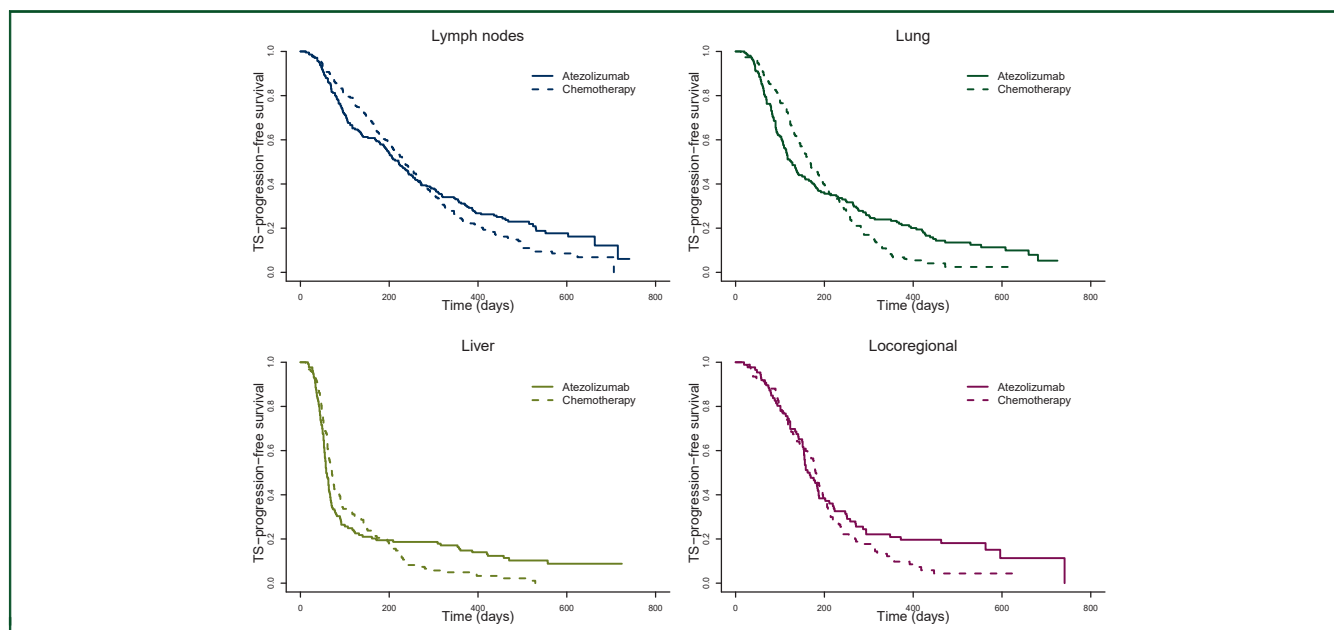 Lymph nodes
TS−progression−free survival
1.0
0.8
0.6
0.4
0.2
0.0
Atezolizumab
Chemotherapy
0 200 400 600 800
Time (days)
Lung
TS−progression−free survival
1.0
0.8
0.6
0.4
0.2
0.0
Atezolizumab
Chemotherapy
0 200 400 600 800
Time (days)
Liver
TS−progression−free survival
1.0
0.8
0.6
0.4
0.2
0.0
Atezolizumab
Chemotherapy
0 200 400 600 800
Time (days)
Locoregional
TS−progression−free survival
1.0
0.8
0.6
0.4
0.2
0.0
Atezolizumab
Chemotherapy
0 200 400 600 800
Time (days)